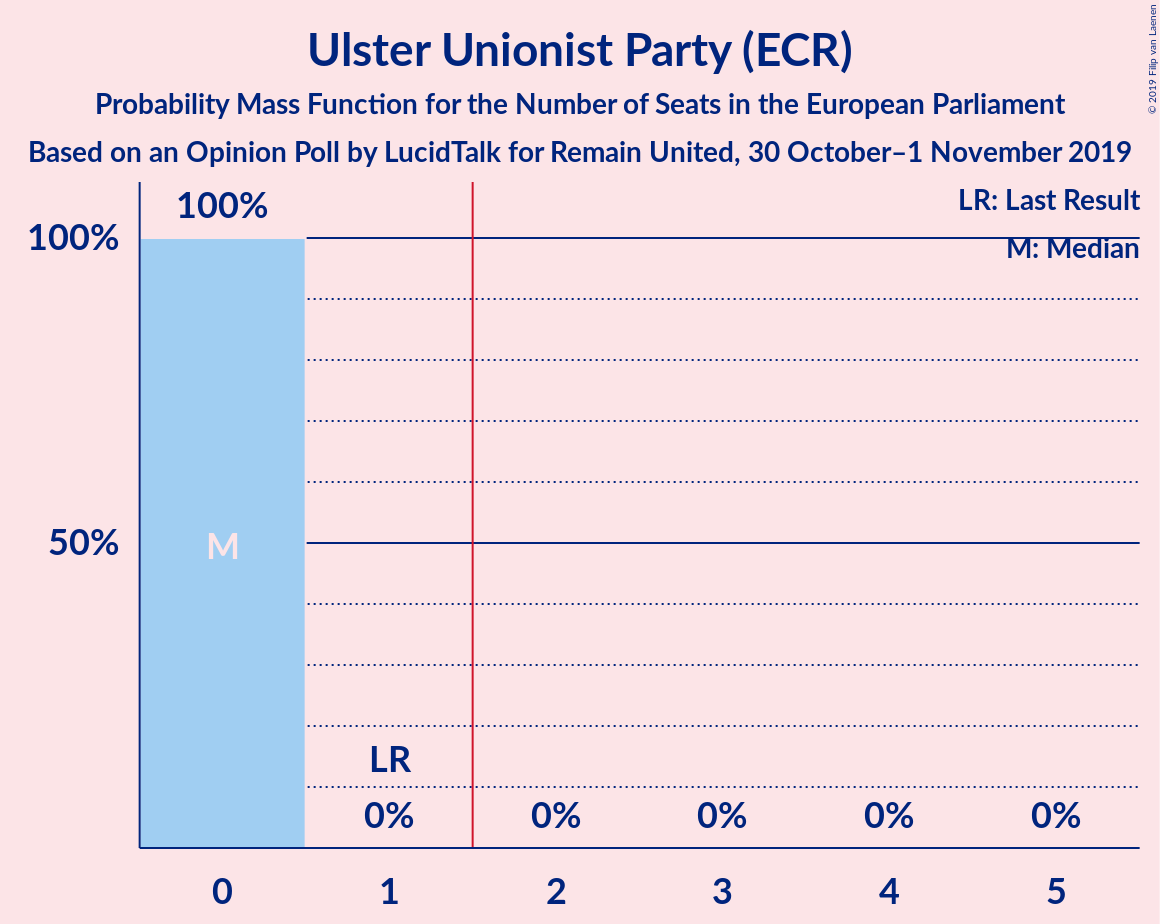 Ulster Unionist Party (ECR)
Probability Mass Function for the Number of Seats in the European Parliament
Based on an Opinion Poll by LucidTalk for Remain United, 30 October–1 November 2019
© 2019 Filip van Laenen
LR: Last Result
M: Median
100%
100%
50%
M
LR
0%
0%
0%
0%
0%
0
1
2
3
4
5